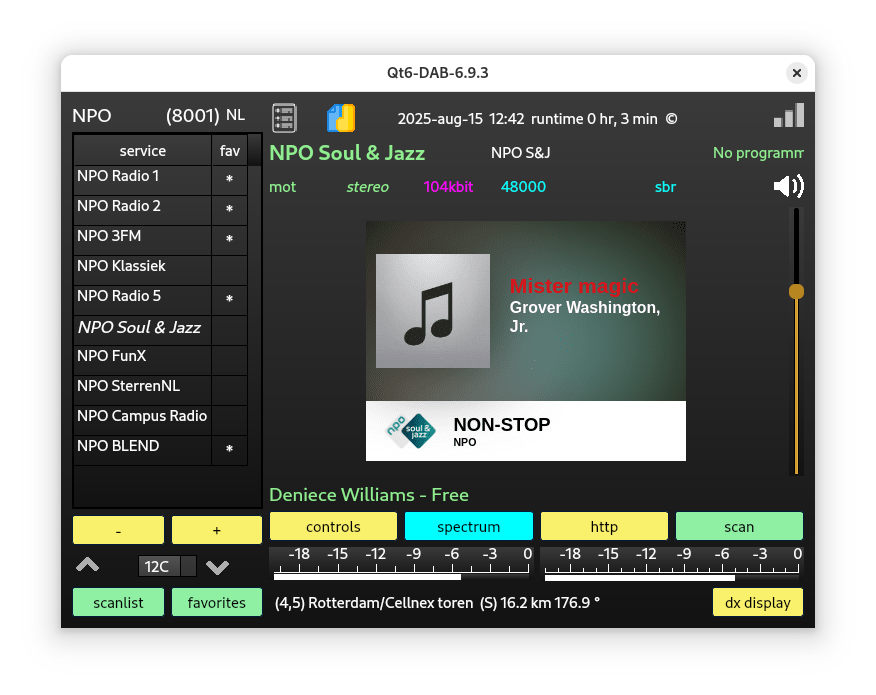 Qt6-DAB-6.9.3
NPO (8001) NL
2025-aug-15 12:42 runtime 0 hr, 3 min ©
service fav
NPO Radio 1 *
NPO Radio 2 *
NPO 3FM *
NPO Klassiek
NPO Radio 5 *
NPO Soul & Jazz
NPO FunX
NPO SterrenNL
NPO Campus Radio
NPO BLEND *
- +
12C
scanlist favorites
NPO Soul & Jazz NPO S&J No programm
mot stereo 104kbit 48000 sbr
Mister magic
Grover Washington,
Jr.
npo soul & jazz
NON-STOP
NPO
Deniece Williams - Free
controls spectrum http scan
-18 -15 -12 -9 -6 -3 0 -18 -15 -12 -9 -6 -3 0
(4,5) Rotterdam/Cellnex toren (S) 16.2 km 176.9 °
dx display